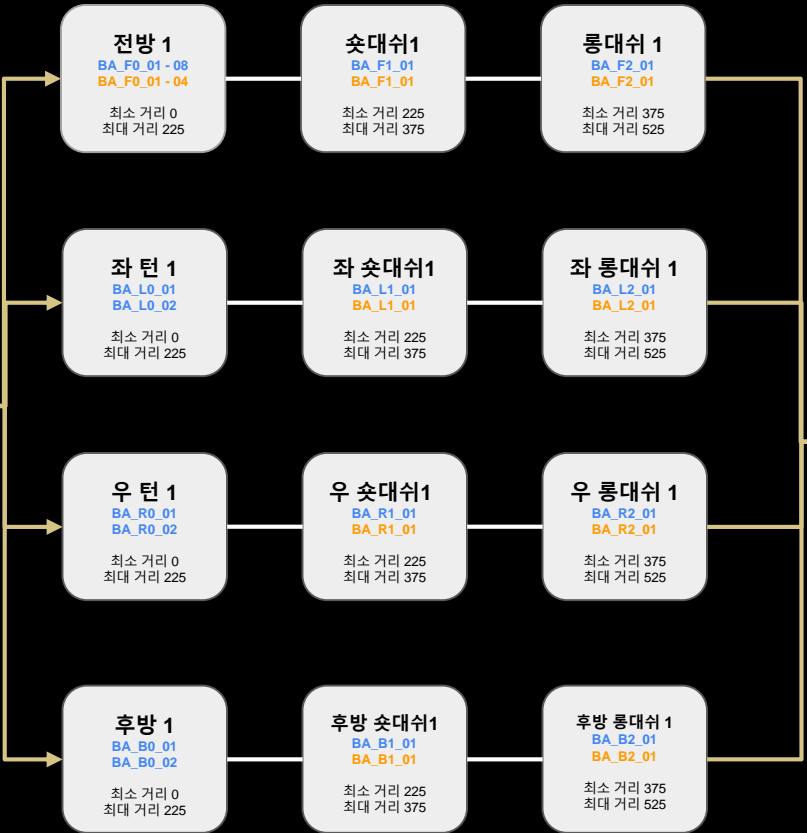 전방 1
BA_F0_01 - 08
BA_F0_01 - 04
최소 거리 0
최대 거리 225
숏대쉬1
BA_F1_01
BA_F1_01
최소 거리 225
최대 거리 375
롱대쉬 1
BA_F2_01
BA_F2_01
최소 거리 375
최대 거리 525
좌 턴 1
BA_L0_01
BA_L0_02
최소 거리 0
최대 거리 225
좌 숏대쉬1
BA_L1_01
BA_L1_01
최소 거리 225
최대 거리 375
좌 롱대쉬 1
BA_L2_01
BA_L2_01
최소 거리 375
최대 거리 525
우 턴 1
BA_R0_01
BA_R0_02
최소 거리 0
최대 거리 225
우 숏대쉬1
BA_R1_01
BA_R1_01
최소 거리 225
최대 거리 375
우 롱대쉬 1
BA_R2_01
BA_R2_01
최소 거리 375
최대 거리 525
후방 1
BA_B0_01
BA_B0_02
최소 거리 0
최대 거리 225
후방 숏대쉬1
BA_B1_01
BA_B1_01
최소 거리 225
최대 거리 375
후방 롱대쉬 1
BA_B2_01
BA_B2_01
최소 거리 375
최대 거리 525